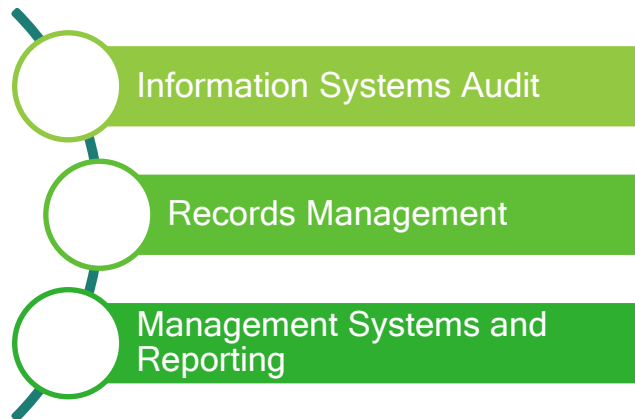 Information Systems Audit
Records Management
Management Systems and
Reporting